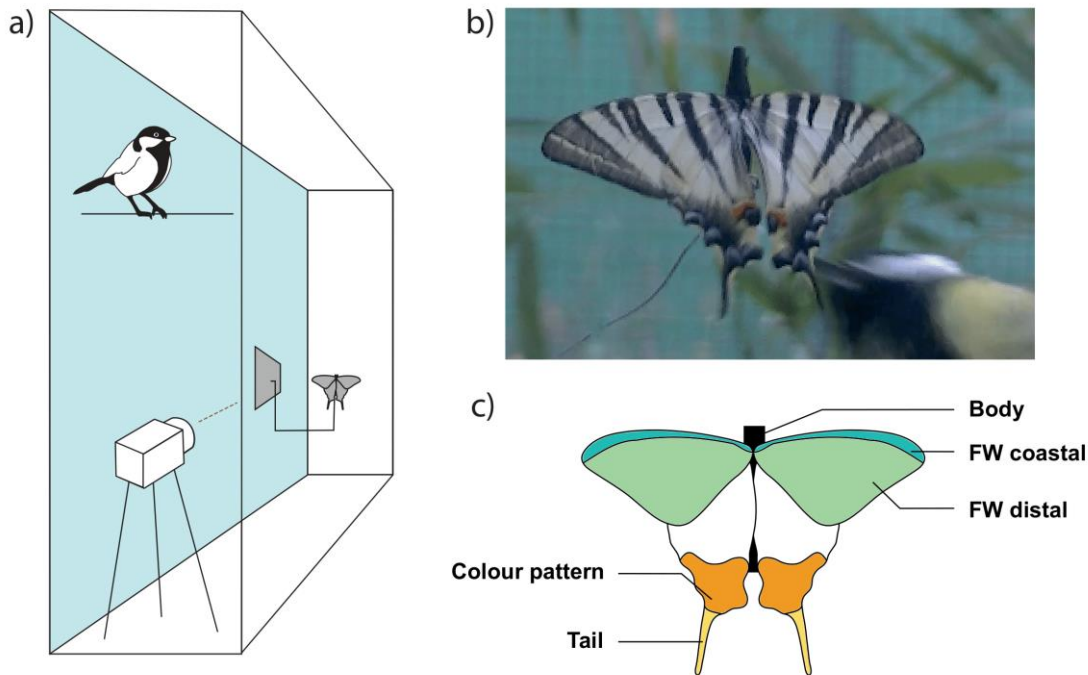 a)
b)
c)
Body
FW coastal
FW distal
Colour pattern
Tail